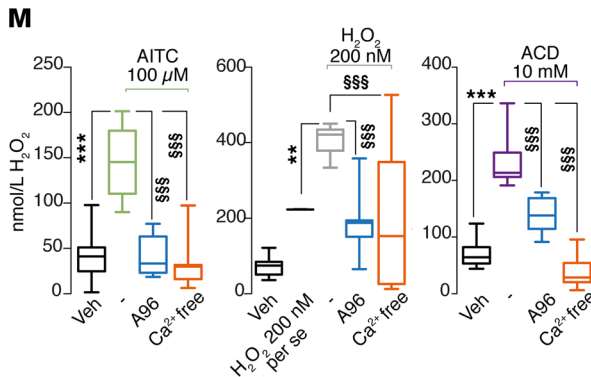 M
AITC
100 µM
nmol/L H₂O₂
250
200
150
100
50
0
***
§§§
§§§
Veh
-
A96
Ca²⁺ free
H₂O₂
200 nM
600
400
200
0
**
§§§
§§§
Veh
H₂O₂ 200 nM
per se
-
A96
Ca²⁺ free
ACD
10 mM
400
300
200
100
0
***
§§§
§§§
Veh
-
A96
Ca²⁺ free